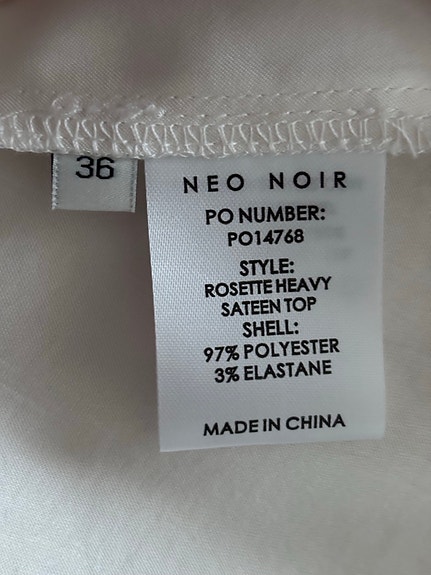 36
NEO NOIR
PO NUMBER:
PO14768
STYLE:
ROSETTE HEAVY
SATEEN TOP
SHELL:
97% POLYESTER
3% ELASTANE
MADE IN CHINA